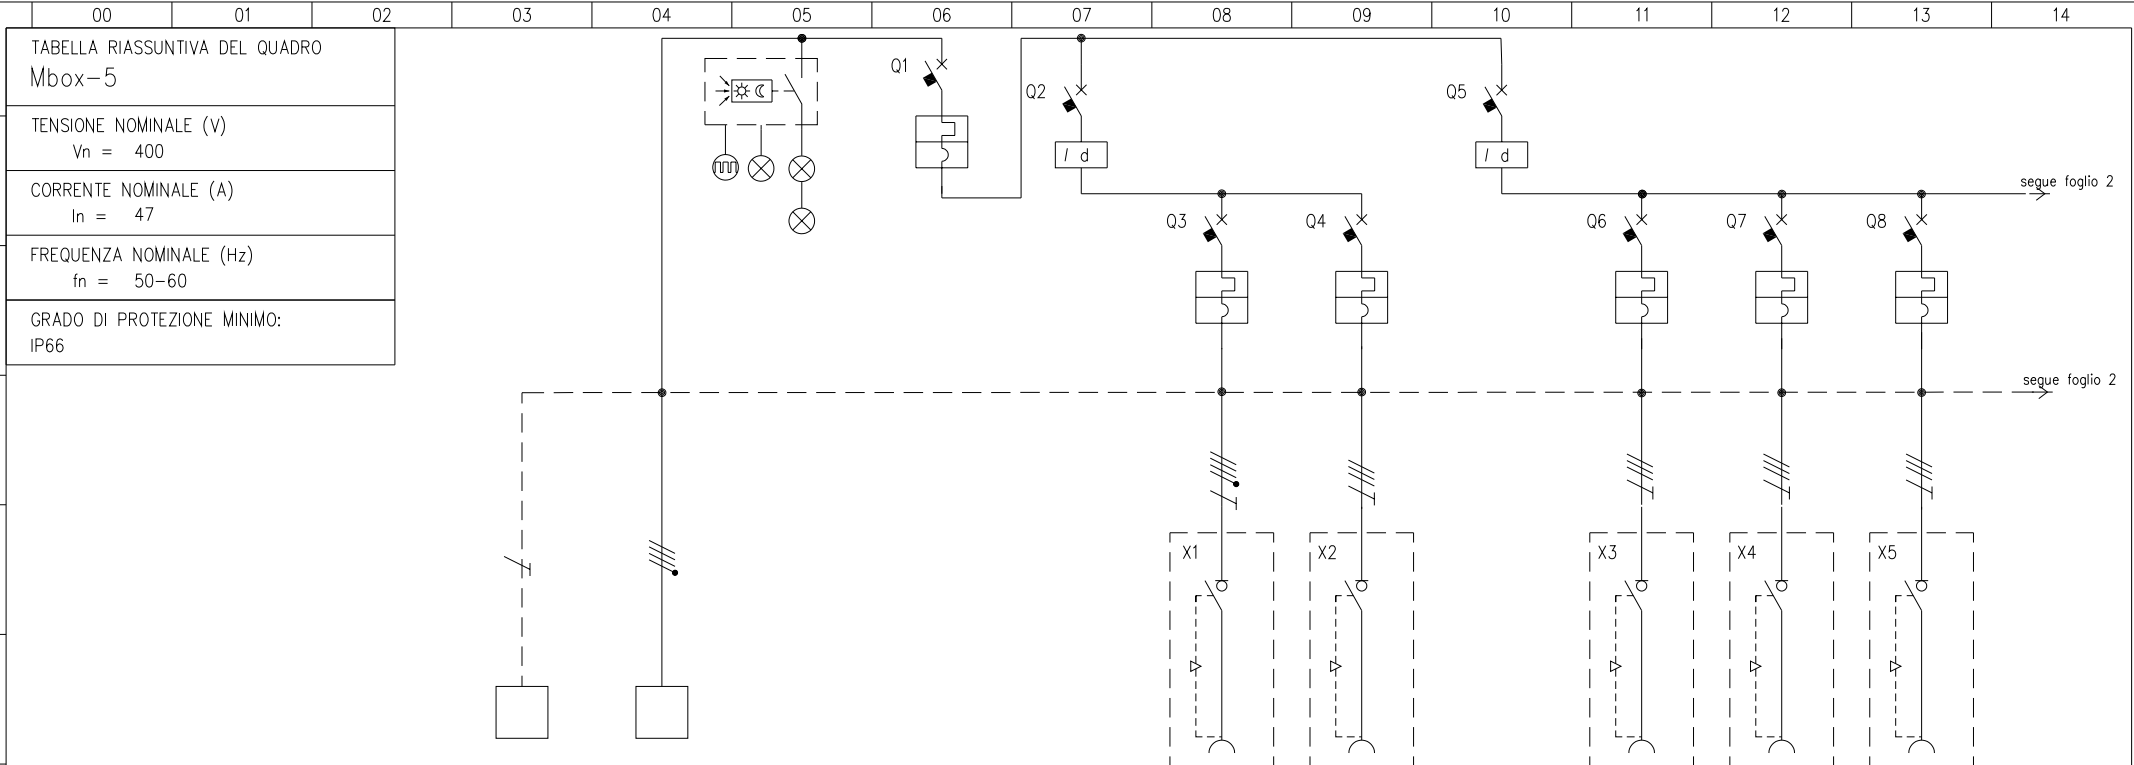 00 01 02 03 04 05 06 07 08 09 10 11 12 13 14
TABELLA RIASSUNTIVA DEL QUADRO
Mbox-5
TENSIONE NOMINALE (V)
Vn = 400
CORRENTE NOMINALE (A)
In = 47
FREQUENZA NOMINALE (Hz)
fn = 50-60
GRADO DI PROTEZIONE MINIMO:
IP66
Q1
Q2
Q5
I d
I d
segue foglio 2
Q3
Q4
Q6
Q7
Q8
segue foglio 2
X1
X2
X3
X4
X5